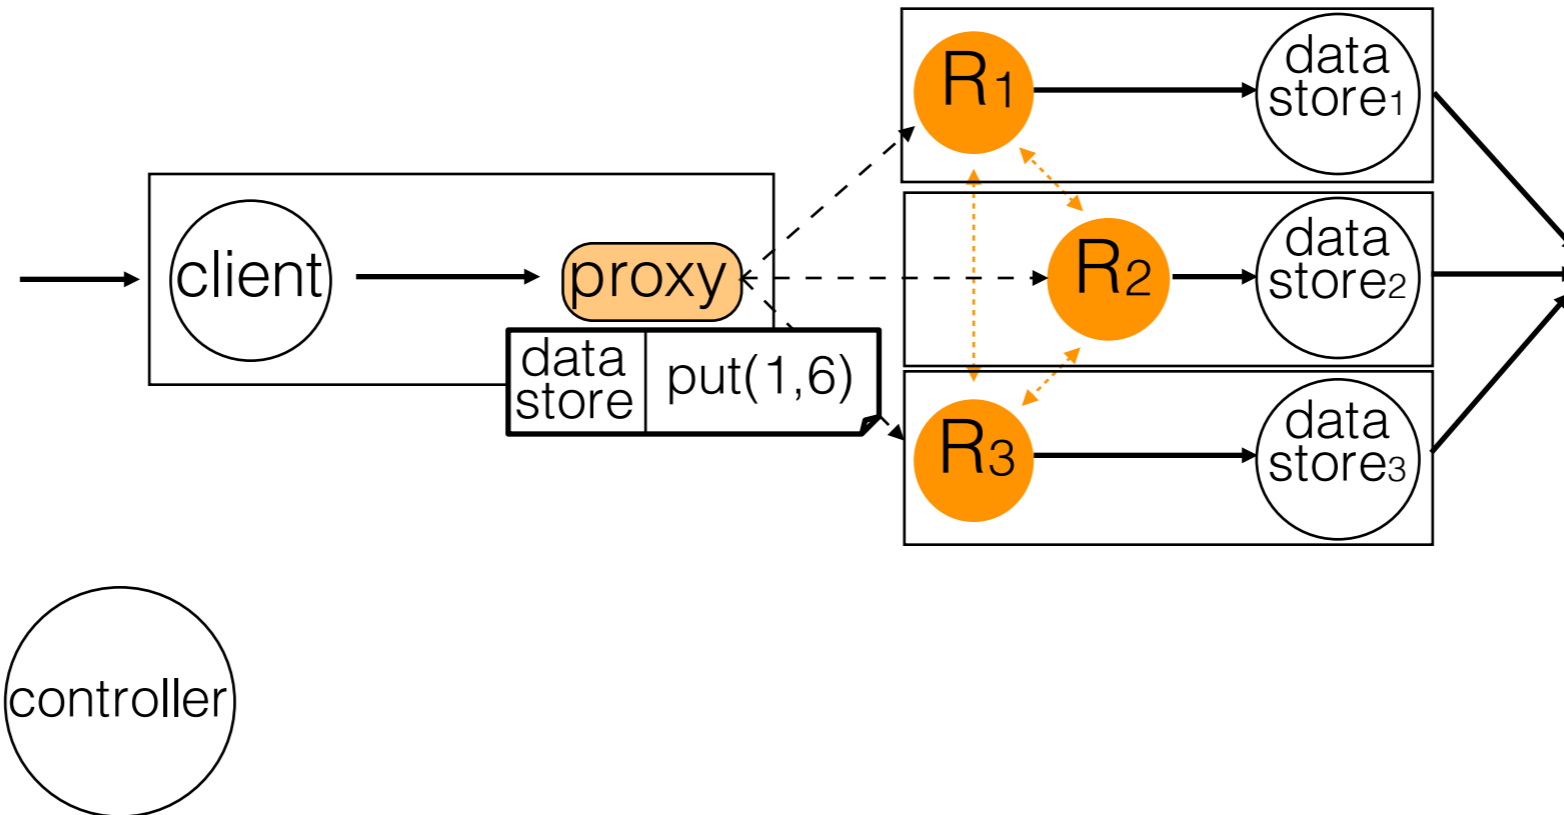 R1
data
store1
client
proxy
R2
data
store2
data
store
put(1,6)
R3
data
store3
controller